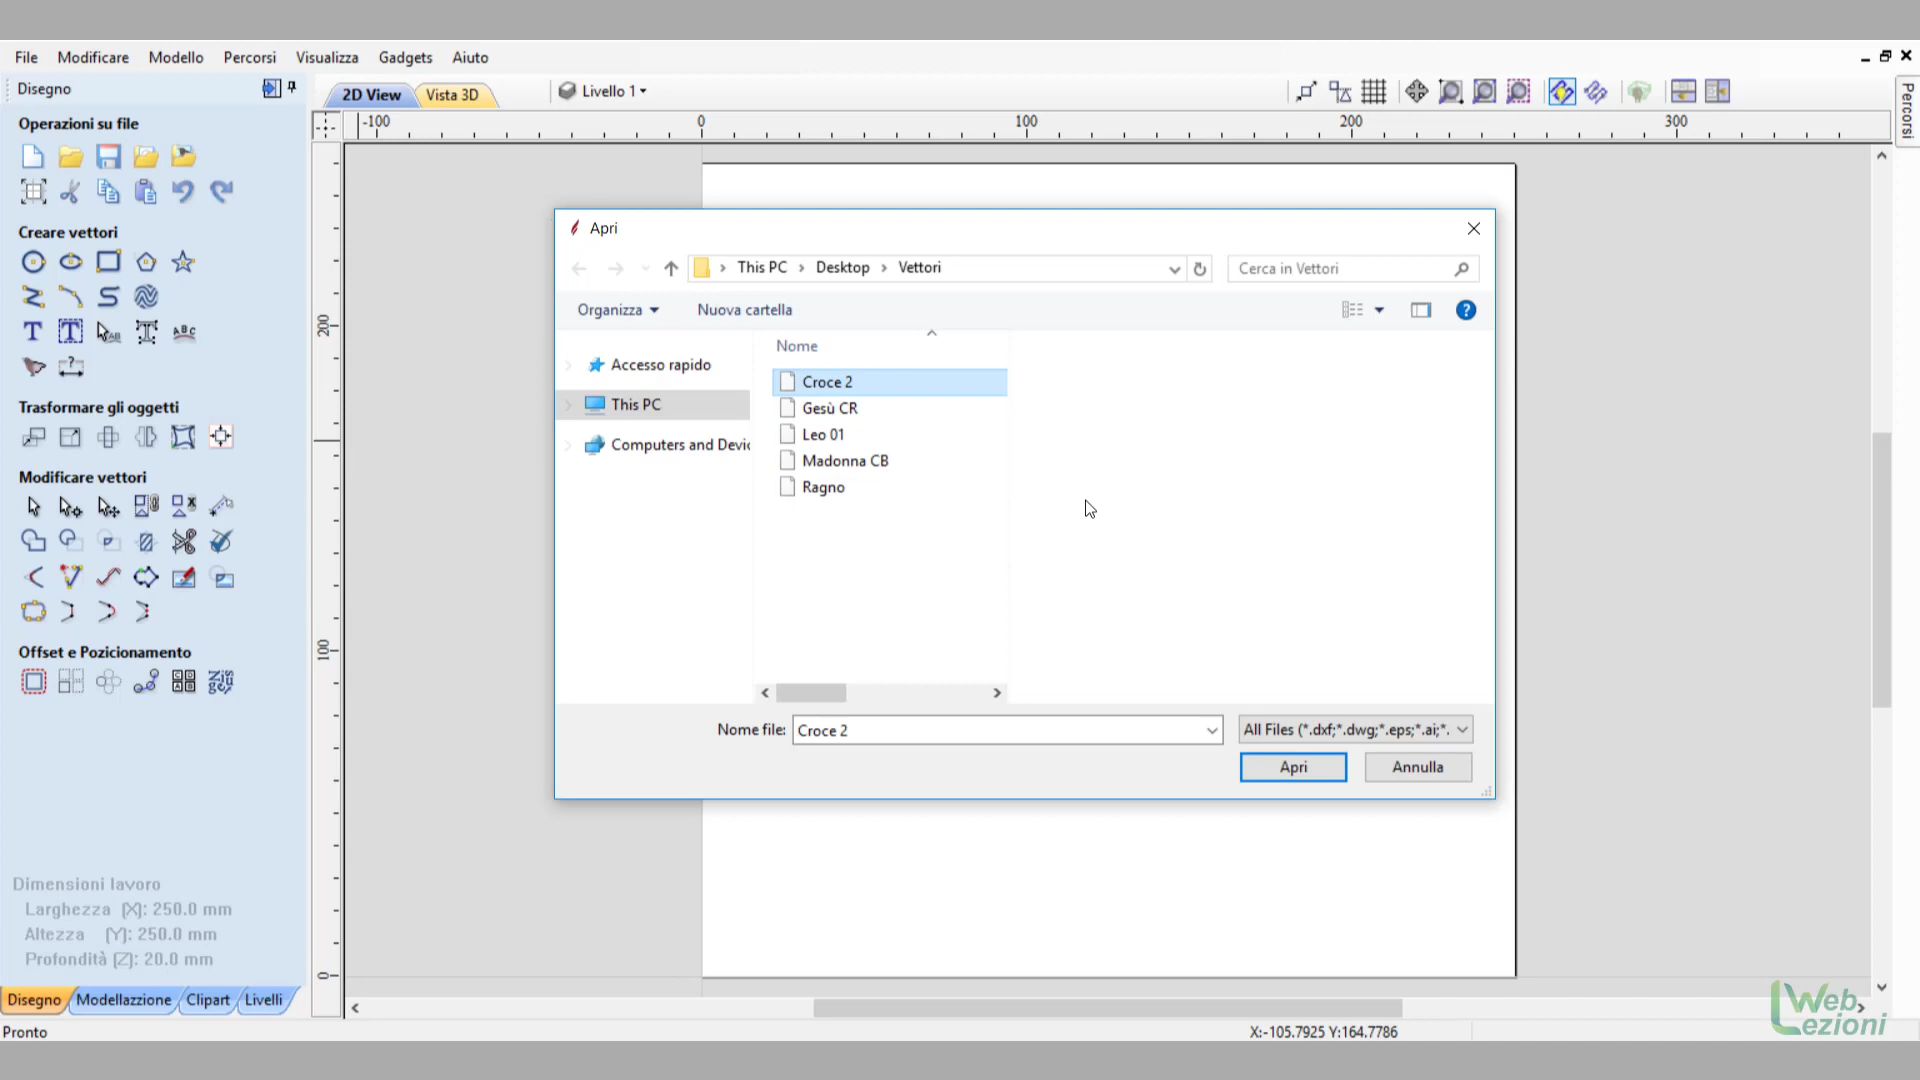 File Modificare Modello Percorsi Visualizza Gadgets Aiuto
Disegno
2D View Vista 3D Livello 1
Percorsi
Operazioni su file
-100 0 100 200 300
Creare vettori
Trasformare gli oggetti
Modificare vettori
Offset e Pozicionamento
200
100
0
Apri
This PC > Desktop > Vettori
Cerca in Vettori
Organizza Nuova cartella
Nome
Accesso rapido
This PC
Computers and Devic
Croce 2
Gesù CR
Leo 01
Madonna CB
Ragno
Nome file: Croce 2 All Files (*.dxf;*.dwg;*.eps;*.ai;*.
Apri Annulla
Dimensioni lavoro
Larghezza (X): 250.0 mm
Altezza (Y): 250.0 mm
Profondità (Z): 20.0 mm
Disegno Modellazzione Clipart Livelli
Pronto
X:-105.7925 Y:164.7786
Web
Lezioni